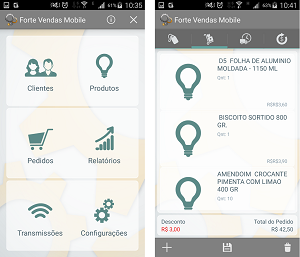 61% 10:35
Forte Vendas Mobile
Clientes
Produtos
Pedidos
Relatórios
Transmissões
Configurações
63% 10:41
Forte Vendas Mobile
D5 FOLHA DE ALUMINIO
MOLDADA - 1150 ML
Qnt: 1
BISCOITO SORTIDO 800
GR.
Qnt: 1
AMENDOIM CROCANTE
PIMENTA COM LIMAO
400 GR
Qnt: 10
Desconto
R$ 3,00
Total do Pedido
R$ 42,50